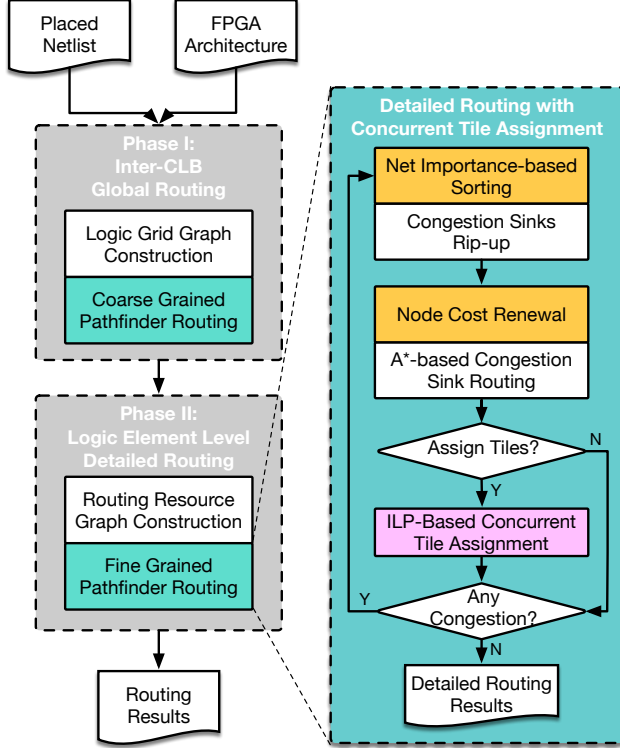 Placed
Netlist
FPGA
Architecture
Phase I:
Inter-CLB
Global Routing
Logic Grid Graph
Construction
Coarse Grained
Pathfinder Routing
Phase II:
Logic Element Level
Detailed Routing
Routing Resource
Graph Construction
Fine Grained
Pathfinder Routing
Routing
Results
Detailed Routing with
Concurrent Tile Assignment
Net Importance-based
Sorting
Congestion Sinks
Rip-up
Node Cost Renewal
A*-based Congestion
Sink Routing
Assign Tiles?
N
Y
ILP-Based Concurrent
Tile Assignment
Any
Congestion?
Y
N
Detailed Routing
Results